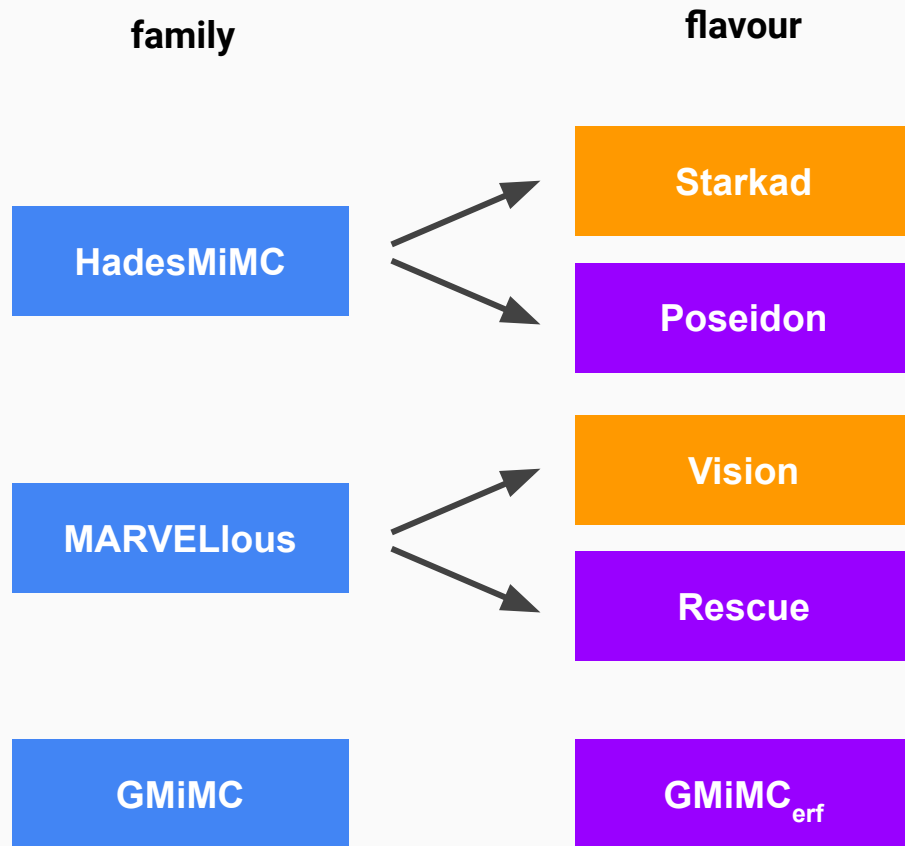 family
flavour
Starkad
HadesMiMC
Poseidon
Vision
MARVELlous
Rescue
GMiMC
GMiMCerf